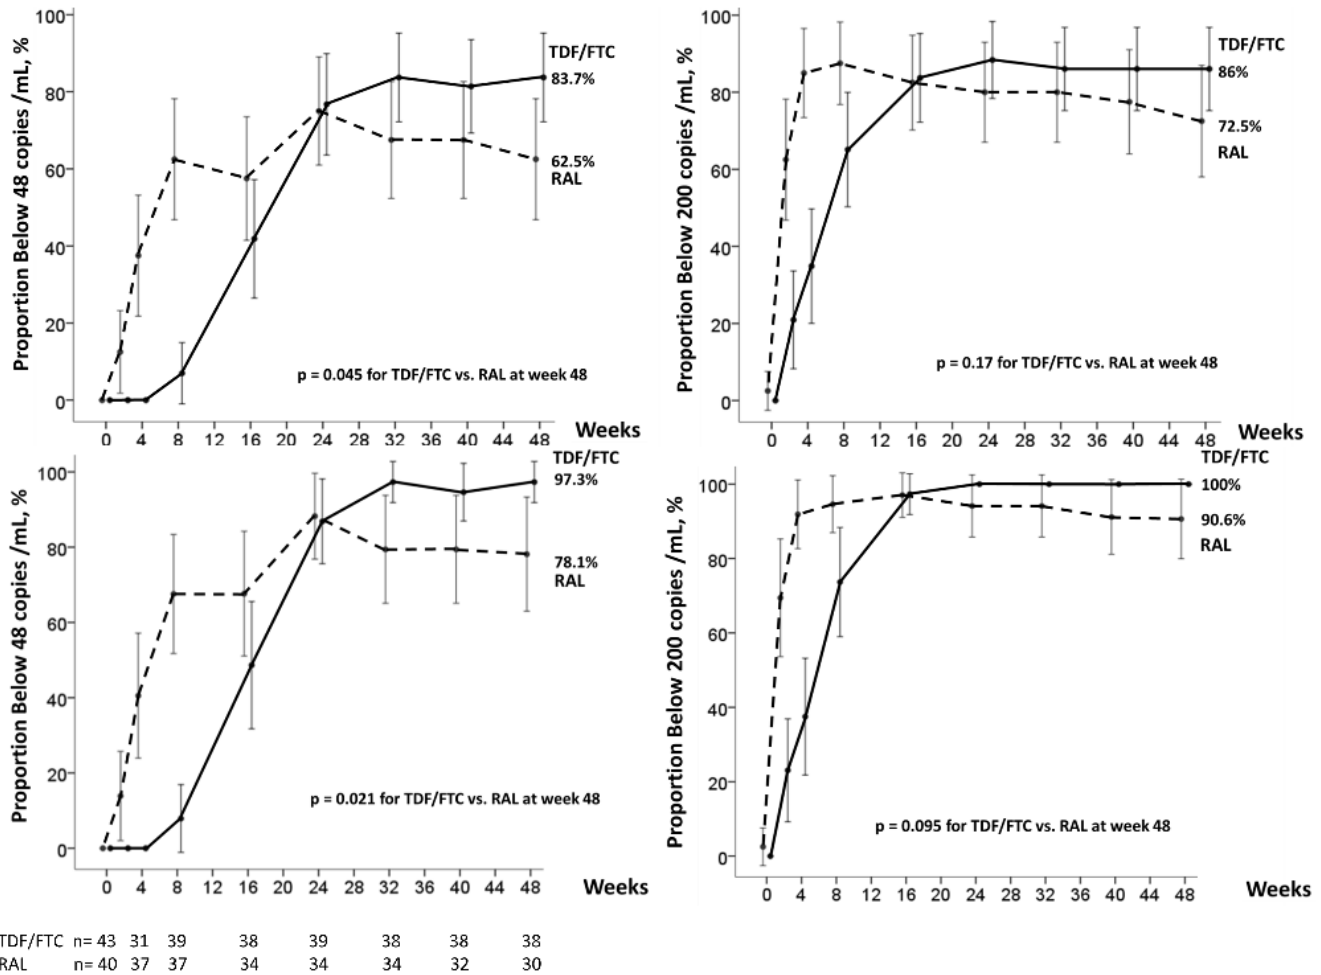 Proportion Below 48 copies /mL, %
100
80
60
40
20
0
TDF/FTC
83.7%
62.5%
RAL
p = 0.045 for TDF/FTC vs. RAL at week 48
0 4 8 12 16 20 24 28 32 36 40 44 48 Weeks
Proportion Below 200 copies /mL, %
100
80
60
40
20
0
TDF/FTC
86%
72.5%
RAL
p = 0.17 for TDF/FTC vs. RAL at week 48
0 4 8 12 16 20 24 28 32 36 40 44 48 Weeks
Proportion Below 48 copies /mL, %
100
80
60
40
20
0
TDF/FTC
97.3%
78.1%
RAL
p = 0.021 for TDF/FTC vs. RAL at week 48
0 4 8 12 16 20 24 28 32 36 40 44 48 Weeks
Proportion Below 200 copies /mL, %
100
80
60
40
20
0
TDF/FTC
100%
90.6%
RAL
p = 0.095 for TDF/FTC vs. RAL at week 48
0 4 8 12 16 20 24 28 32 36 40 44 48 Weeks
TDF/FTC n= 43 31 39 38 39 38 38 38
RAL n= 40 37 37 34 34 34 32 30